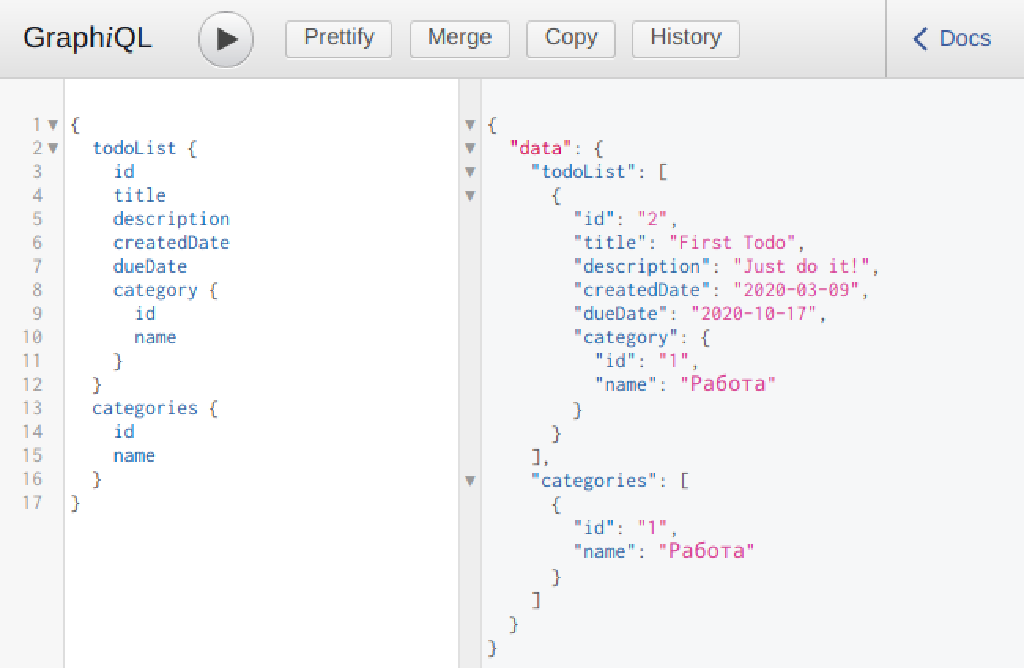 GraphiQL Prettify Merge Copy History Docs
1 {
2 todoList {
3 id
4 title
5 description
6 createdDate
7 dueDate
8 category {
9 id
10 name
11 }
12 }
13 categories {
14 id
15 name
16 }
17 }
{
"data": {
"todoList": [
{
"id": "2",
"title": "First Todo",
"description": "Just do it!",
"createdDate": "2020-03-09",
"dueDate": "2020-10-17",
"category": {
"id": "1",
"name": "Работа"
}
}
],
"categories": [
{
"id": "1",
"name": "Работа"
}
]
}
}